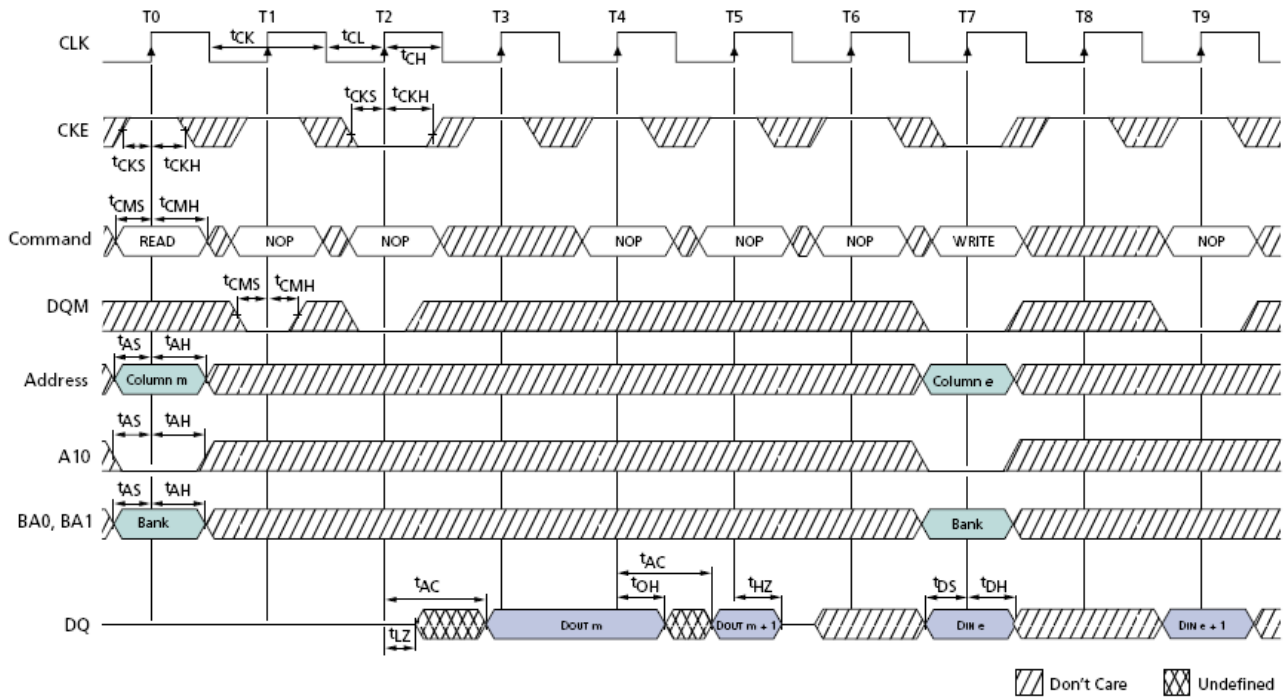 T0 T1 T2 T3 T4 T5 T6 T7 T8 T9
CLK tCK tCL tCH
tCKS tCKH
CKE
tCKS tCKH
tCMS tCMH
Command READ NOP NOP NOP NOP NOP WRITE NOP
tCMS tCMH
DQM
tAS tAH
Address Column m Column e
tAS tAH
A10
tAS tAH
BA0, BA1 Bank Bank
tAC tAC tOH tHZ tDS tDH
DQ DOUT m DOUT m + 1 DIN e DIN e + 1
tLZ
Don't Care Undefined